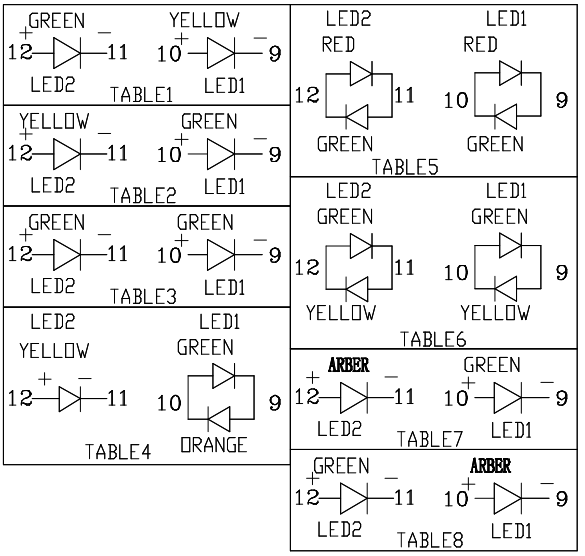 GREEN YELLOW
12 + − 11 10 + − 9
LED2 LED1
TABLE1
YELLOW GREEN
12 + − 11 10 + − 9
LED2 LED1
TABLE2
GREEN GREEN
12 + − 11 10 + − 9
LED2 LED1
TABLE3
LED2 LED1
YELLOW GREEN
12 + − 11 10 9
ORANGE
TABLE4
LED2 LED1
RED RED
12 11 10 9
GREEN GREEN
TABLE5
LED2 LED1
GREEN GREEN
12 11 10 9
YELLOW YELLOW
TABLE6
ARBER GREEN
12 + − 11 10 + − 9
LED2 LED1
TABLE7
GREEN ARBER
12 + − 11 10 + − 9
LED2 LED1
TABLE8